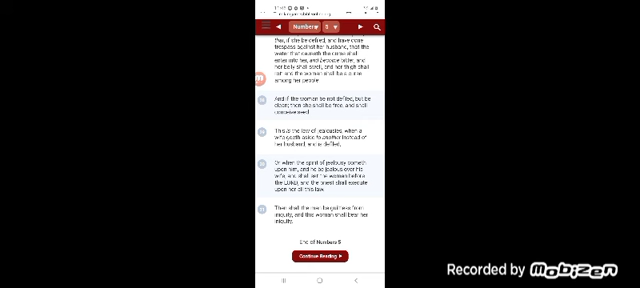 Numbers
5
that, if she be defiled, and have done
trespass against her husband, that the
water that causeth the curse shall
enter into her, and become bitter, and
her belly shall swell, and her thigh shall
rot: and the woman shall be a curse
among her people.
And if the woman be not defiled, but be
clean; then she shall be free, and shall
conceive seed.
This is the law of jealousies, when a
wife goeth aside to another instead of
her husband, and is defiled;
Or when the spirit of jealousy cometh
upon him, and he be jealous over his
wife, and shall set the woman before
the LORD, and the priest shall execute
upon her all this law.
Then shall the man be guiltless from
iniquity, and this woman shall bear her
iniquity.
End of Numbers 5
Continue Reading
Recorded by mobizen